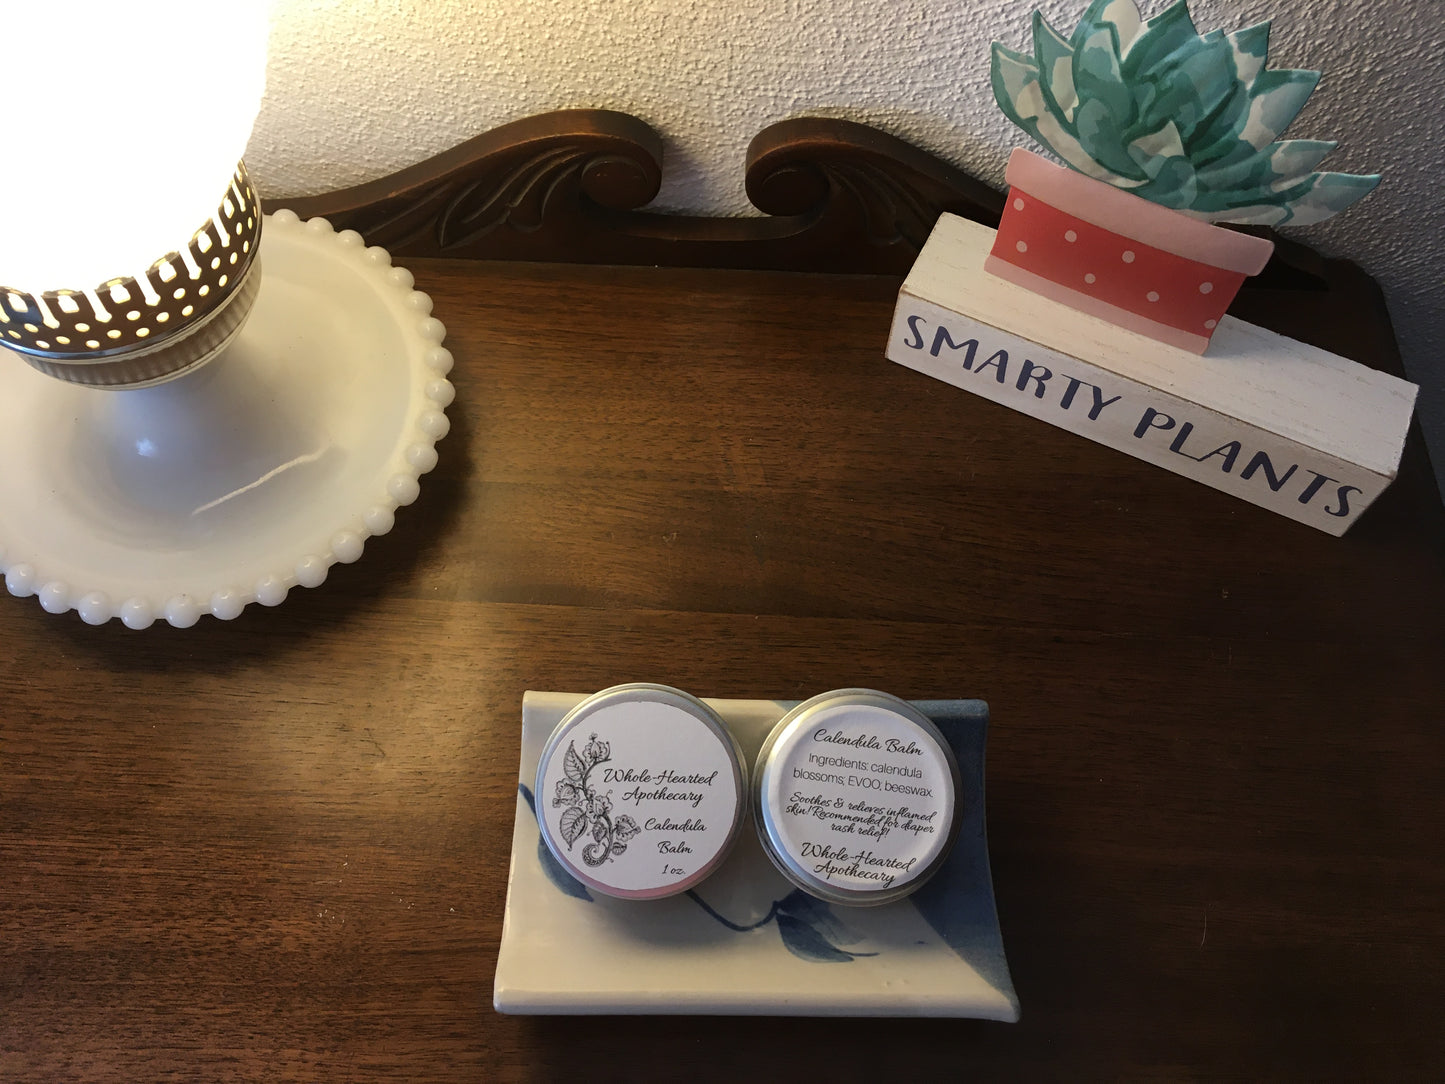 SMARTY PLANTS
Whole-Hearted
Apothecary
Calendula
Balm
1 oz.
Calendula Balm
Ingredients: calendula
blossoms; EVOO; beeswax.
Soothes & relieves inflamed
skin! Recommended for diaper
rash relief!
Whole-Hearted
Apothecary